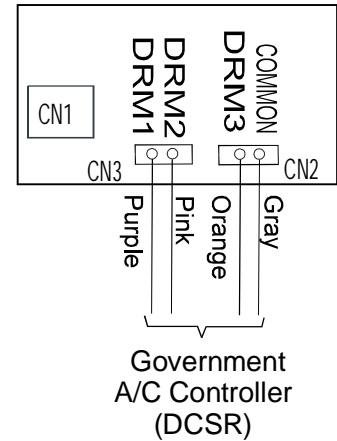 DRM1
DRM2
DRM3
COMMON
CN1
CN3
CN2
Purple
Pink
Orange
Gray
Government
A/C Controller
(DCSR)